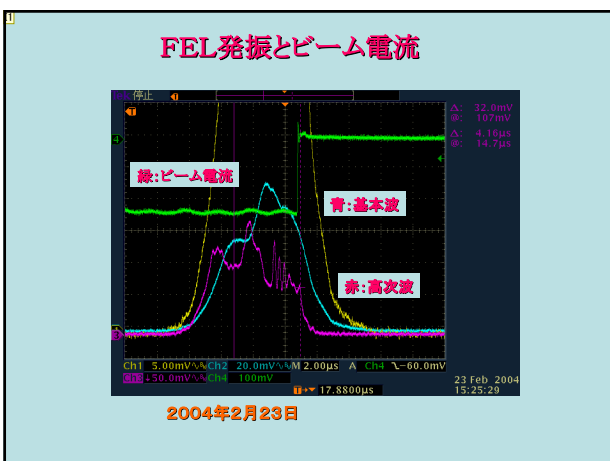 FEL発振とビーム電流
停止
Δ: 32.0mV
@: 107mV
Δ: 4.16μs
@: 14.7μs
緑:ビーム電流
青:基本波
赤:高次波
Ch1 5.00mV Ch2 20.0mV M 2.00μs A Ch4 -60.0mV
Ch3 50.0mV Ch4 100mV
17.8800μs
23 Feb 2004
15:25:29
2004年2月23日